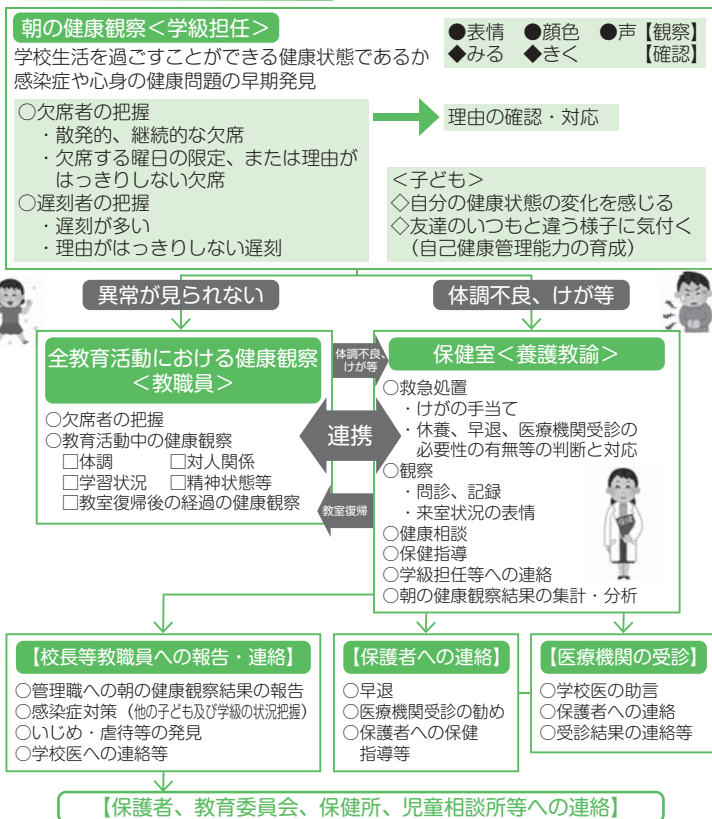 朝の健康観察＜学級担任＞
●表情　●顔色　●声【観察】
◆みる　◆きく　　【確認】
学校生活を過ごすことができる健康状態であるか
感染症や心身の健康問題の早期発見
○欠席者の把握
・散発的、継続的な欠席
・欠席する曜日の限定、または理由が
はっきりしない欠席
○遅刻者の把握
・遅刻が多い
・理由がはっきりしない遅刻
理由の確認・対応
＜子ども＞
◇自分の健康状態の変化を感じる
◇友達のいつもと違う様子に気付く
（自己健康管理能力の育成）
異常が見られない
体調不良、けが等
全教育活動における健康観察
＜教職員＞
○欠席者の把握
○教育活動中の健康観察
□体調　□対人関係
□学習状況　□精神状態等
□教室復帰後の経過の健康観察
体調不良、
けが等
連携
教室復帰
保健室＜養護教諭＞
○救急処置
・けがの手当て
・休養、早退、医療機関受診の
必要性の有無等の判断と対応
○観察
・問診、記録
・来室状況の表情
○健康相談
○保健指導
○学級担任等への連絡
○朝の健康観察結果の集計・分析
【校長等教職員への報告・連絡】
○管理職への朝の健康観察結果の報告
○感染症対策（他の子ども及び学級の状況把握）
○いじめ・虐待等の発見
○学校医への連絡等
【保護者への連絡】
○早退
○医療機関受診の勧め
○保護者への保健
指導等
【医療機関の受診】
○学校医の助言
○保護者への連絡
○受診結果の連絡等
【保護者、教育委員会、保健所、児童相談所等への連絡】